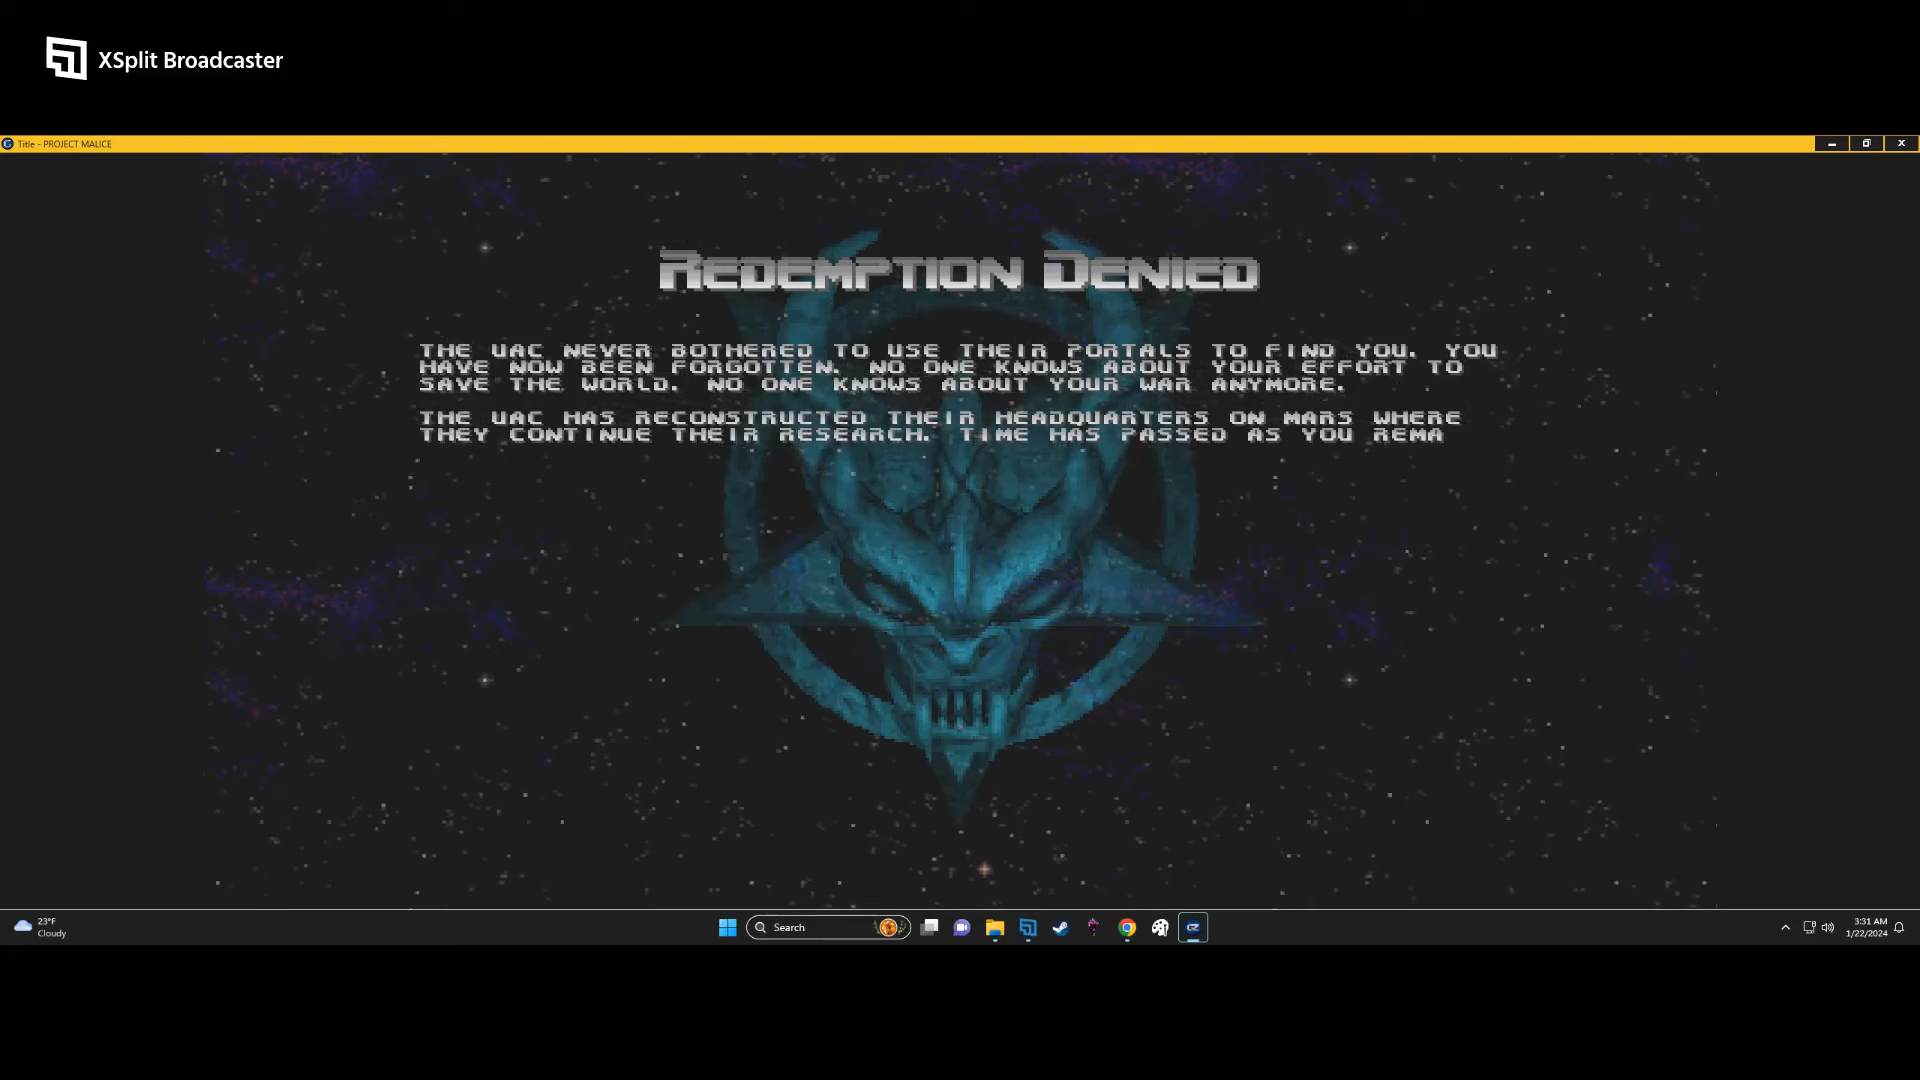 XSplit Broadcaster
Title - PROJECT MALICE
REDEMPTION DENIED
THE UAC NEVER BOTHERED TO USE THEIR PORTALS TO FIND YOU. YOU
HAVE NOW BEEN FORGOTTEN. NO ONE KNOWS ABOUT YOUR EFFORT TO
SAVE THE WORLD. NO ONE KNOWS ABOUT YOUR WAR ANYMORE.
THE UAC HAS RECONSTRUCTED THEIR HEADQUARTERS ON MARS WHERE
THEY CONTINUE THEIR RESEARCH. TIME HAS PASSED AS YOU REMA
23°F
Cloudy
Search
3:31 AM
1/22/2024